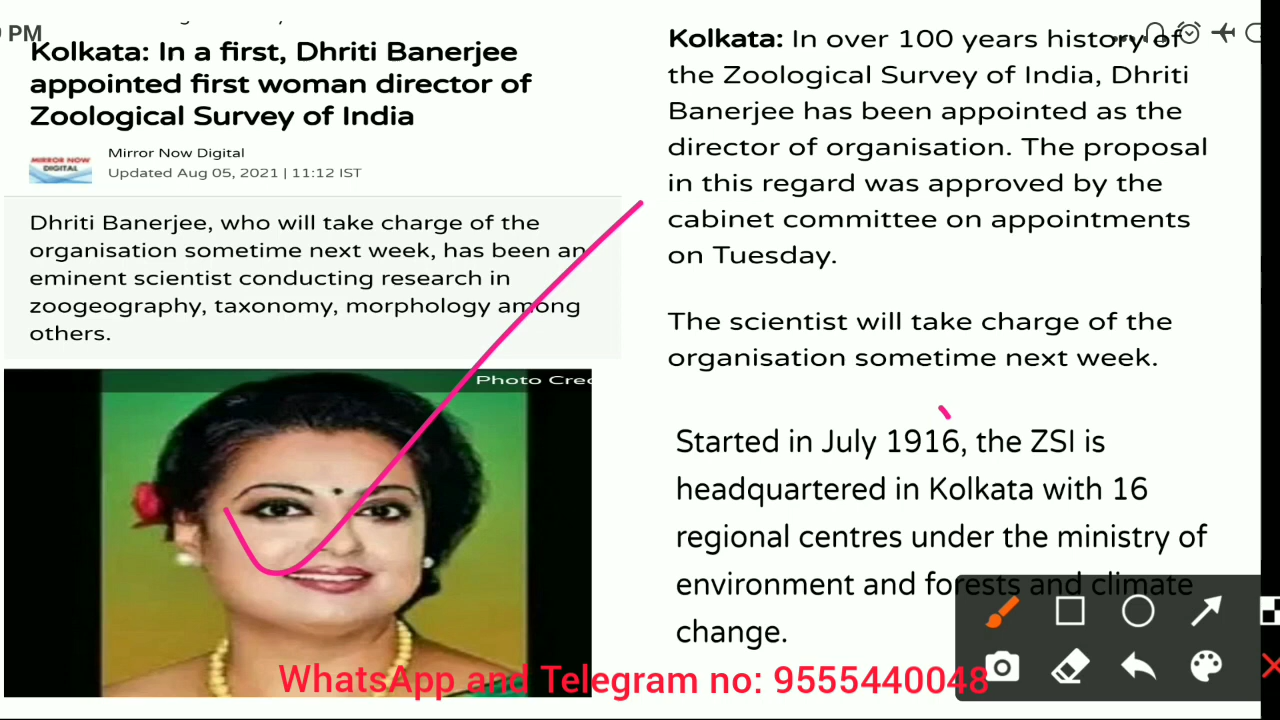 PM
Kolkata: In a first, Dhriti Banerjee
appointed first woman director of
Zoological Survey of India
MIRROR NOW
DIGITAL
Mirror Now Digital
Updated Aug 05, 2021 | 11:12 IST
Dhriti Banerjee, who will take charge of the
organisation sometime next week, has been an
eminent scientist conducting research in
zoogeography, taxonomy, morphology among
others.
Photo Cre
Kolkata: In over 100 years history of
the Zoological Survey of India, Dhriti
Banerjee has been appointed as the
director of organisation. The proposal
in this regard was approved by the
cabinet committee on appointments
on Tuesday.
The scientist will take charge of the
organisation sometime next week.
Started in July 1916, the ZSI is
headquartered in Kolkata with 16
regional centres under the ministry of
environment and forests and climate
change.
WhatsApp and Telegram no: 9555440048